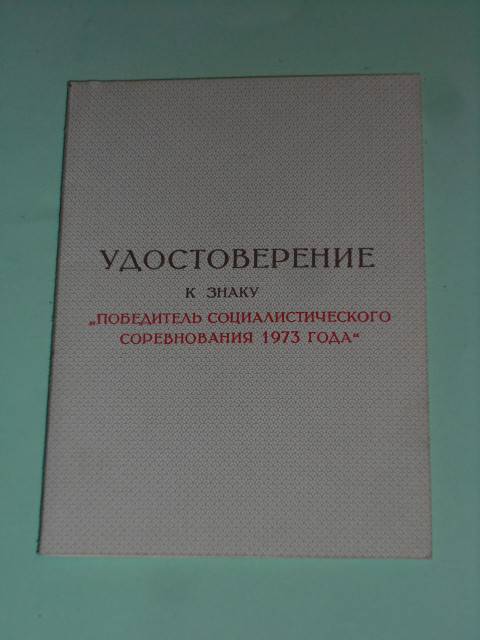 УДОСТОВЕРЕНИЕ
К ЗНАКУ
„ПОБЕДИТЕЛЬ СОЦИАЛИСТИЧЕСКОГО
СОРЕВНОВАНИЯ 1973 ГОДА“